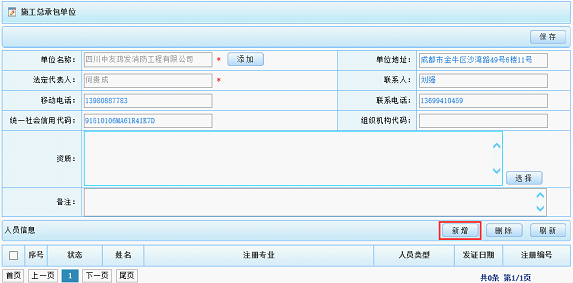 施工总承包单位
保存
单位名称： 四川中友鸿发消防工程有限公司 * 添加 单位地址： 成都市金牛区沙湾路49号6楼11号
法定代表人： 何贵成 * 联系人： 刘瑶
移动电话： 13980887783 联系电话： 13699410459
统一社会信用代码： 91510106MA61R41K7D 组织机构代码：
资质： 选择
备注：
人员信息 新增 删除 刷新
序号 状态 姓名 注册专业 人员类型 发证日期 注册编号
首页 上一页 1 下一页 尾页 共0条 第1/1页